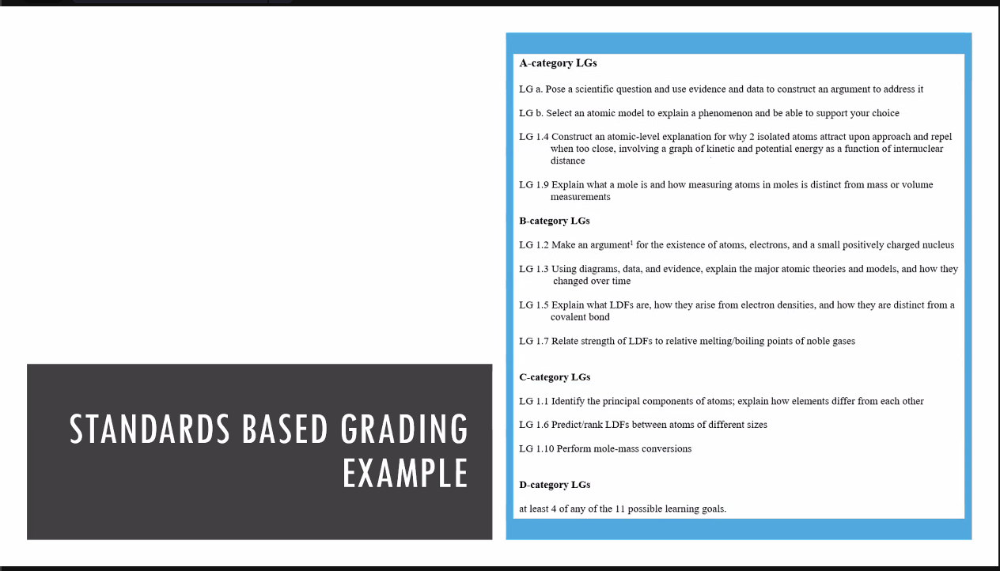 A-category LGs
LG a. Pose a scientific question and use evidence and data to construct an argument to address it
LG b. Select an atomic model to explain a phenomenon and be able to support your choice
LG 1.4 Construct an atomic-level explanation for why 2 isolated atoms attract upon approach and repel
when too close, involving a graph of kinetic and potential energy as a function of internuclear
distance
LG 1.9 Explain what a mole is and how measuring atoms in moles is distinct from mass or volume
measurements
B-category LGs
LG 1.2 Make an argument¹ for the existence of atoms, electrons, and a small positively charged nucleus
LG 1.3 Using diagrams, data, and evidence, explain the major atomic theories and models, and how they
changed over time
LG 1.5 Explain what LDFs are, how they arise from electron densities, and how they are distinct from a
covalent bond
LG 1.7 Relate strength of LDFs to relative melting/boiling points of noble gases
C-category LGs
LG 1.1 Identify the principal components of atoms; explain how elements differ from each other
LG 1.6 Predict/rank LDFs between atoms of different sizes
LG 1.10 Perform mole-mass conversions
D-category LGs
at least 4 of any of the 11 possible learning goals.
STANDARDS BASED GRADING
EXAMPLE